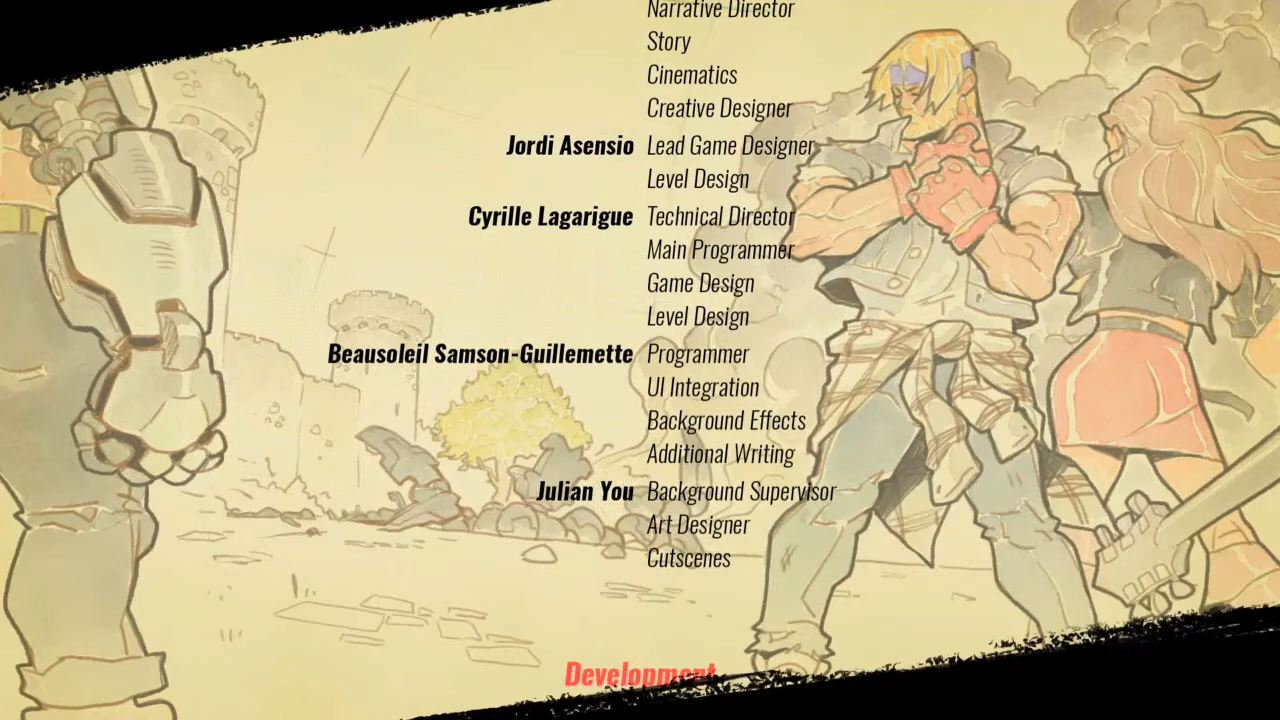 Narrative Director
Story
Cinematics
Creative Designer
Jordi Asensio Lead Game Designer
Level Design
Cyrille Lagarigue Technical Director
Main Programmer
Game Design
Level Design
Beausoleil Samson-Guillemette Programmer
UI Integration
Background Effects
Additional Writing
Julian You Background Supervisor
Art Designer
Cutscenes
Development